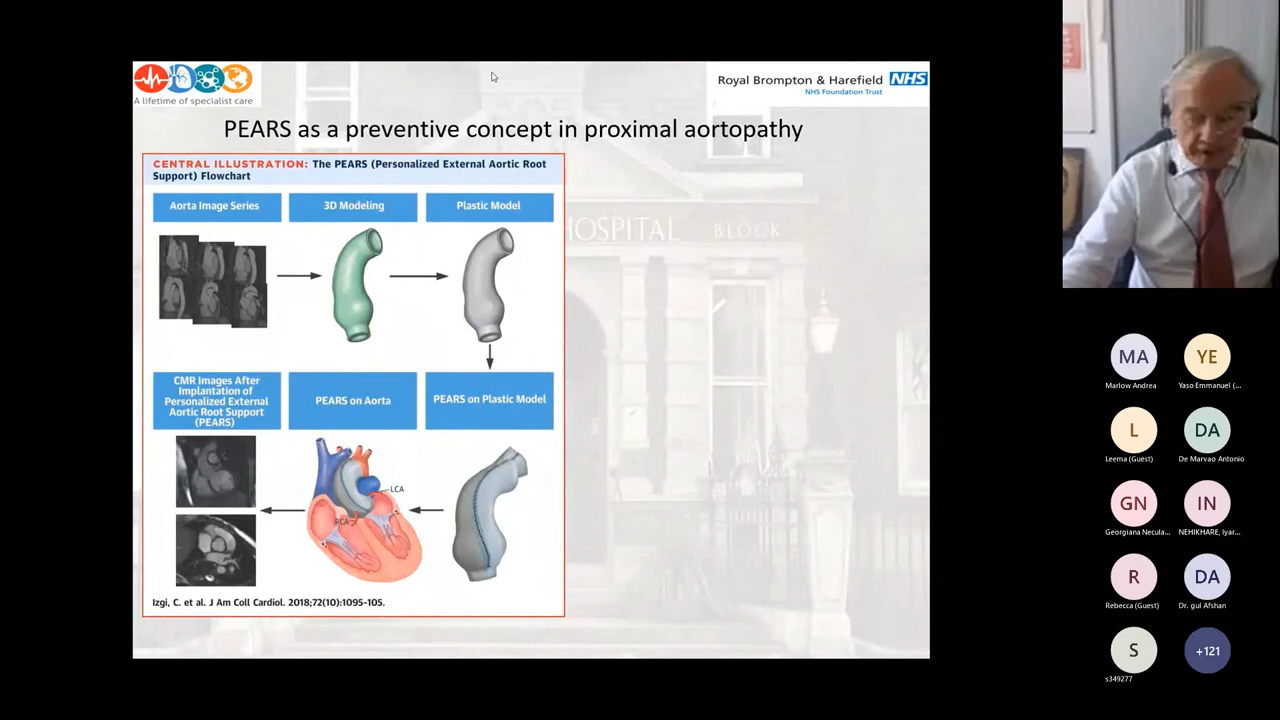 A lifetime of specialist care
Royal Brompton & Harefield NHS
NHS Foundation Trust
PEARS as a preventive concept in proximal aortopathy
CENTRAL ILLUSTRATION: The PEARS (Personalized External Aortic Root
Support) Flowchart
Aorta Image Series
3D Modeling
Plastic Model
CMR Images After
Implantation of
Personalized External
Aortic Root Support
(PEARS)
PEARS on Aorta
PEARS on Plastic Model
LCA
RCA
Izgi, C. et al. J Am Coll Cardiol. 2018;72(10):1095-105.
HOSPITAL BLOCK
MA
Marlow Andrea
YE
Yaso Emmanuel (...
L
Leema (Guest)
DA
De Marvao Antonio
GN
Georgiana Necula...
IN
NEHIKHARE, Iyar...
R
Rebecca (Guest)
DA
Dr. gul Afshan
S
s349277
+121